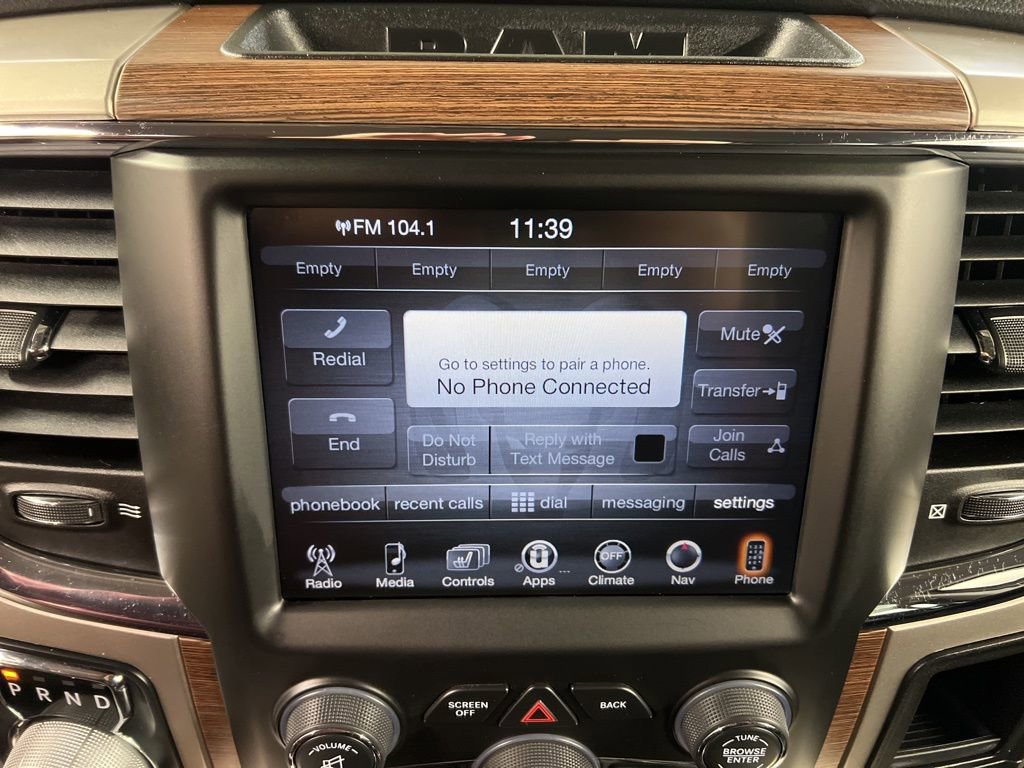 RAM
FM 104.1 11:39
Empty Empty Empty Empty Empty
Redial
Go to settings to pair a phone.
No Phone Connected
Mute
Transfer
End
Do Not
Disturb
Reply with
Text Message
Join
Calls
phonebook recent calls dial messaging settings
OFF
Radio Media Controls Apps Climate Nav Phone
P R N D
SCREEN
OFF
BACK
VOLUME
TUNE
BROWSE
ENTER